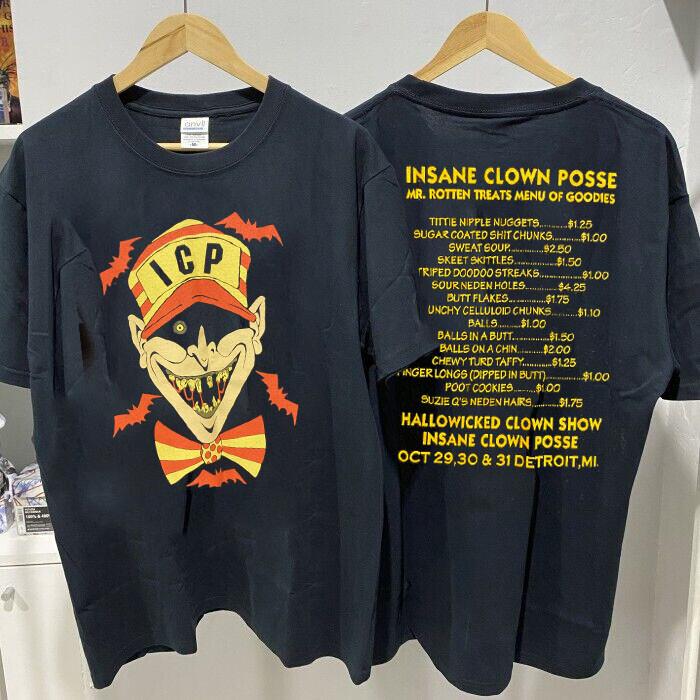 anvil
M
ICP
INSANE CLOWN POSSE
MR. ROTTEN TREATS MENU OF GOODIES
TITTIE NIPPLE NUGGETS..........$1.25
SUGAR COATED SHIT CHUNKS..........$1.00
SWEAT SOUP..........$2.50
SKEET SKITTLES..........$1.50
TRIPED DOODOO STREAKS..........$1.00
SOUR NEDEN HOLES..........$4.25
BUTT FLAKES..........$1.75
UNCHY CELLULOID CHUNKS..........$1.10
BALLS..........$1.00
BALLS IN A BUTT..........$1.50
BALLS ON A CHIN..........$2.00
CHEWY TURD TAFFY..........$1.25
INGER LONGS (DIPPED IN BUTT)..........$1.00
POOT COOKIES..........$1.00
SUZIE Q'S NEDEN HAIRS..........$1.75
HALLOWICKED CLOWN SHOW
INSANE CLOWN POSSE
OCT 29,30 & 31 DETROIT,MI.